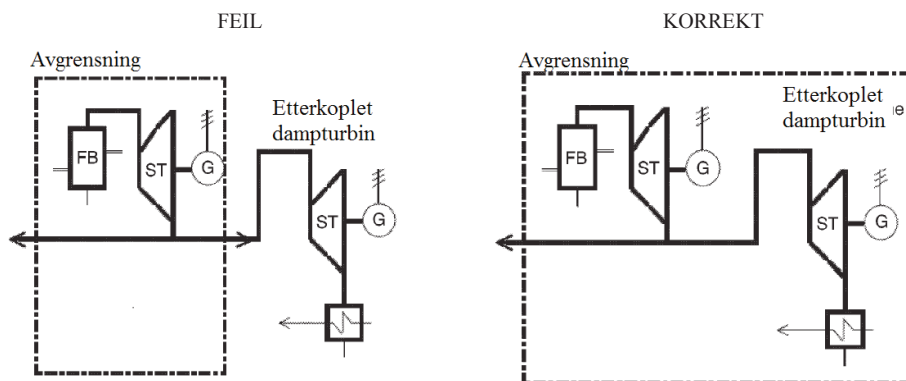 FEIL
Avgrensning
Etterkoplet
dampturbin
FB
ST
G
ST
G
KORREKT
Avgrensning
Etterkoplet
dampturbin
FB
ST
G
ST
G